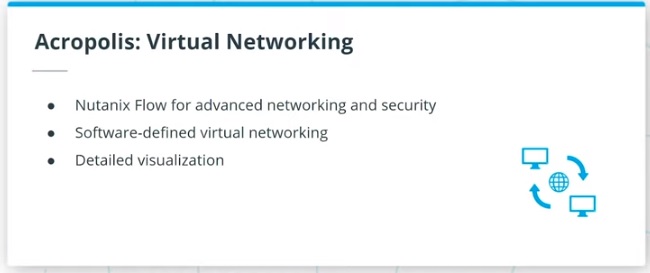 Acropolis: Virtual Networking
● Nutanix Flow for advanced networking and security
● Software-defined virtual networking
● Detailed visualization